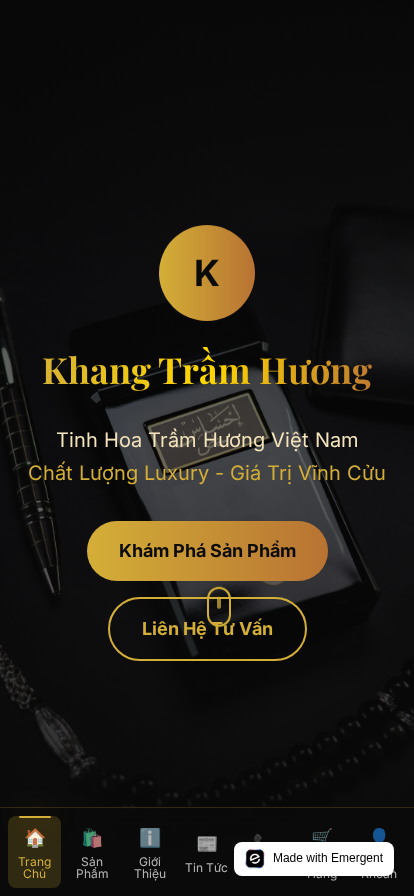 K
Khang Trầm Hương
Tinh Hoa Trầm Hương Việt Nam
Chất Lượng Luxury - Giá Trị Vĩnh Cửu
Khám Phá Sản Phẩm
Liên Hệ Tư Vấn
Trang Chủ
Sản Phẩm
Giới Thiệu
Tin Tức
Made with Emergent